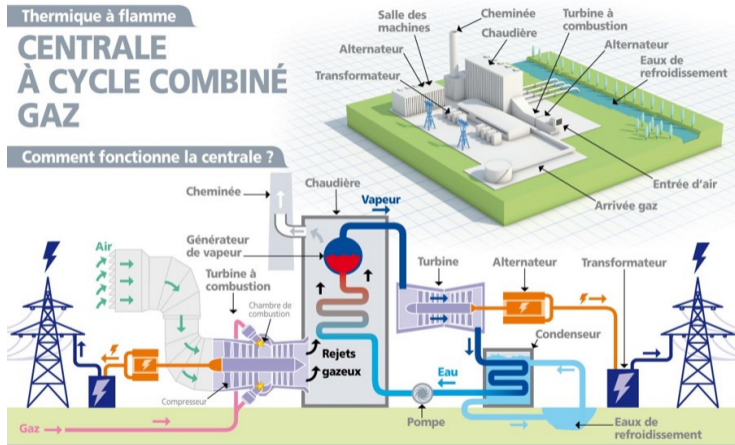 Thermique à flamme
CENTRALE
À CYCLE COMBINÉ
GAZ
Salle des
machines
Alternateur
Transformateur
Cheminée
Chaudière
Turbine à
combustion
Alternateur
Eaux de
refroidissement
Entrée d'air
Arrivée gaz
Comment fonctionne la centrale ?
Cheminée
Chaudière
Vapeur
Air
Générateur
de vapeur
Turbine à
combustion
Chambre de
combustion
Turbine
Alternateur
Transformateur
Condenseur
Rejets
gazeux
Eau
Compresseur
Pompe
Gaz
Eaux de
refroidissement